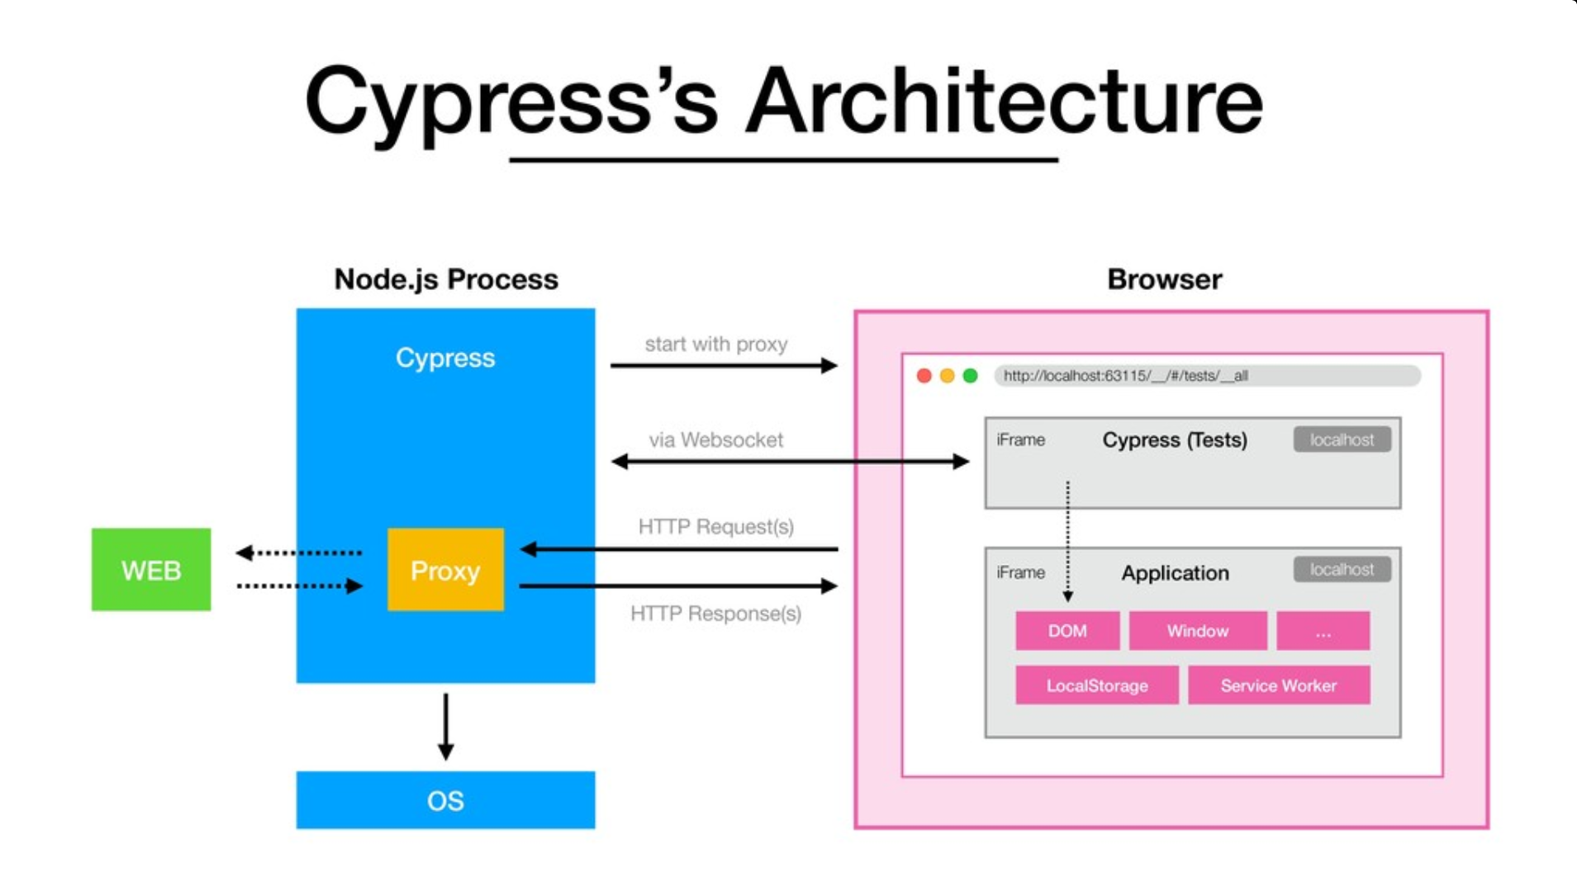 Cypress’s Architecture
Node.js Process
Browser
Cypress
start with proxy
http://localhost:63115/__/#/tests/__all
via Websocket
iFrame
Cypress (Tests)
localhost
HTTP Request(s)
WEB
Proxy
HTTP Response(s)
iFrame
Application
localhost
DOM
Window
...
LocalStorage
Service Worker
OS